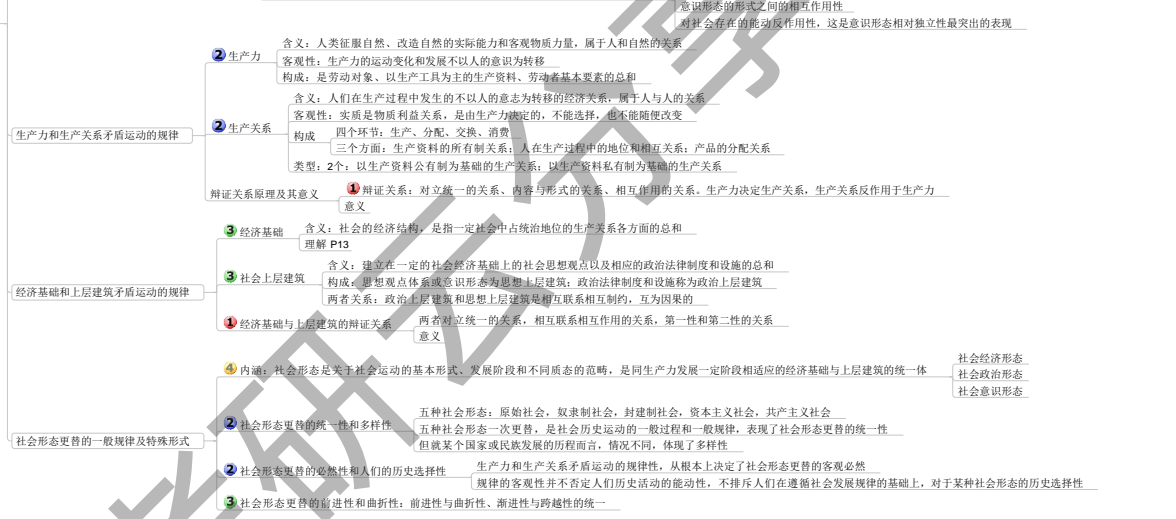 意识形态的形式之间的相互作用性
对社会存在的能动反作用性，这是意识形态相对独立性最突出的表现
生产力和生产关系矛盾运动的规律
2 生产力
含义：人类征服自然、改造自然的实际能力和客观物质力量，属于人和自然的关系
客观性：生产力的运动变化和发展不以人的意识为转移
构成：是劳动对象、以生产工具为主的生产资料、劳动者基本要素的总和
2 生产关系
含义：人们在生产过程中发生的不以人的意志为转移的经济关系，属于人与人的关系
客观性：实质是物质利益关系，是由生产力决定的，不能选择，也不能随便改变
构成
四个环节：生产、分配、交换、消费
三个方面：生产资料的所有制关系；人在生产过程中的地位和相互关系；产品的分配关系
类型：2个：以生产资料公有制为基础的生产关系；以生产资料私有制为基础的生产关系
辩证关系原理及其意义
1 辩证关系：对立统一的关系、内容与形式的关系、相互作用的关系。生产力决定生产关系，生产关系反作用于生产力
意义
经济基础和上层建筑矛盾运动的规律
3 经济基础
含义：社会的经济结构，是指一定社会中占统治地位的生产关系各方面的总和
理解 P13
3 社会上层建筑
含义：建立在一定的社会经济基础上的社会思想观点以及相应的政治法律制度和设施的总和
构成：思想观点体系或意识形态为思想上层建筑；政治法律制度和设施称为政治上层建筑
两者关系：政治上层建筑和思想上层建筑是相互联系相互制约，互为因果的
1 经济基础与上层建筑的辩证关系
两者对立统一的关系，相互联系相互作用的关系，第一性和第二性的关系
意义
社会形态更替的一般规律及特殊形式
4 内涵：社会形态是关于社会运动的基本形式、发展阶段和不同质态的范畴，是同生产力发展一定阶段相适应的经济基础与上层建筑的统一体
社会经济形态
社会政治形态
社会意识形态
2 社会形态更替的统一性和多样性
五种社会形态：原始社会，奴隶制社会，封建制社会，资本主义社会，共产主义社会
五种社会形态一次更替，是社会历史运动的一般过程和一般规律，表现了社会形态更替的统一性
但就某个国家或民族发展的历程而言，情况不同，体现了多样性
2 社会形态更替的必然性和人们的历史选择性
生产力和生产关系矛盾运动的规律性，从根本上决定了社会形态更替的客观必然
规律的客观性并不否定人们历史活动的能动性，不排斥人们在遵循社会发展规律的基础上，对于某种社会形态的历史选择性
3 社会形态更替的前进性和曲折性：前进性与曲折性、渐进性与跨越性的统一
考研云分享